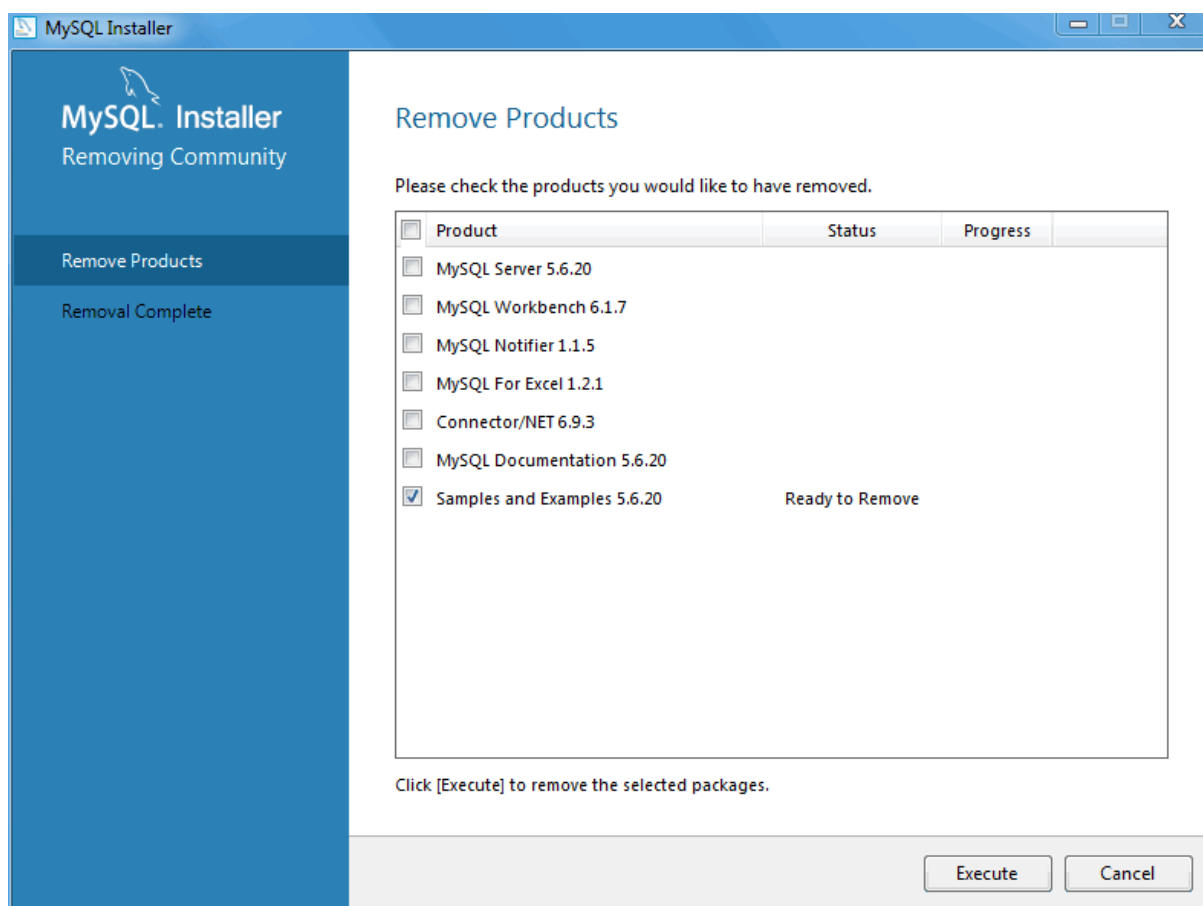 MySQL Installer
MySQL. Installer
Removing Community
Remove Products
Removal Complete
Remove Products
Please check the products you would like to have removed.
Product Status Progress
MySQL Server 5.6.20
MySQL Workbench 6.1.7
MySQL Notifier 1.1.5
MySQL For Excel 1.2.1
Connector/NET 6.9.3
MySQL Documentation 5.6.20
Samples and Examples 5.6.20 Ready to Remove
Click [Execute] to remove the selected packages.
Execute Cancel